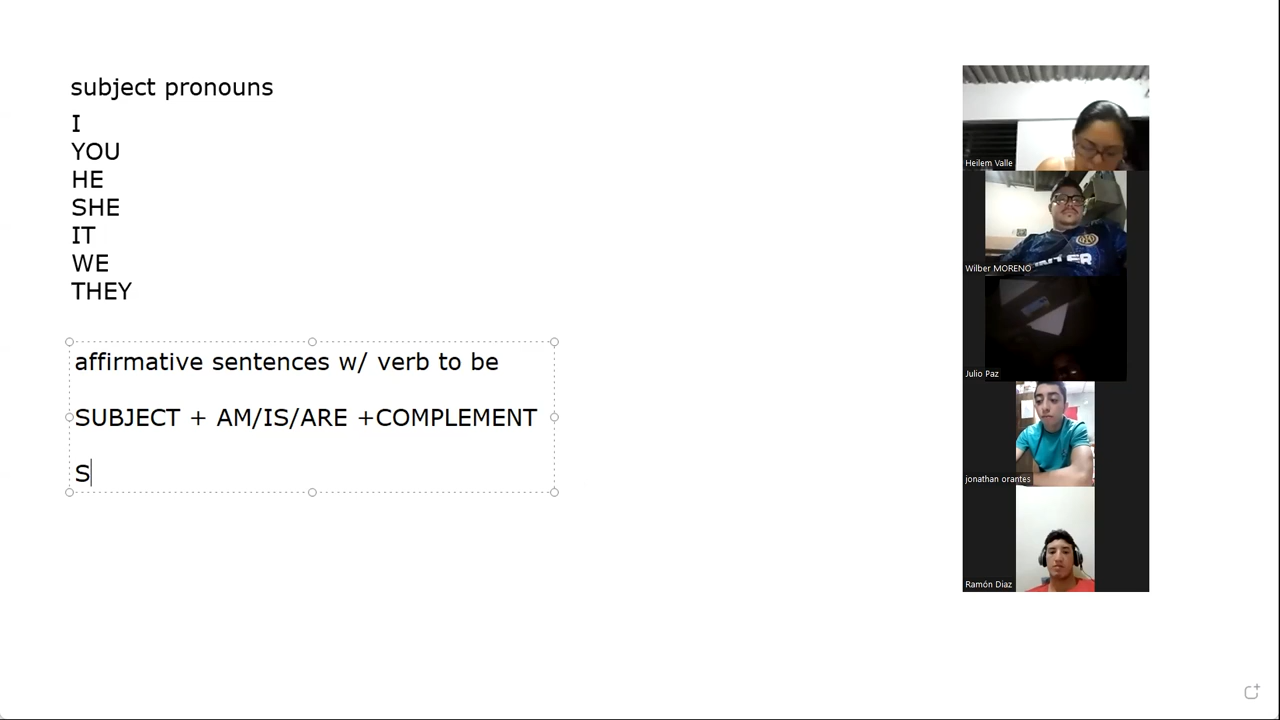 subject pronouns
I
YOU
HE
SHE
IT
WE
THEY
affirmative sentences w/ verb to be
SUBJECT + AM/IS/ARE +COMPLEMENT
S
Heilem Valle
Wilber MORENO
INTER
Julio Paz
jonathan orantes
Ramón Diaz